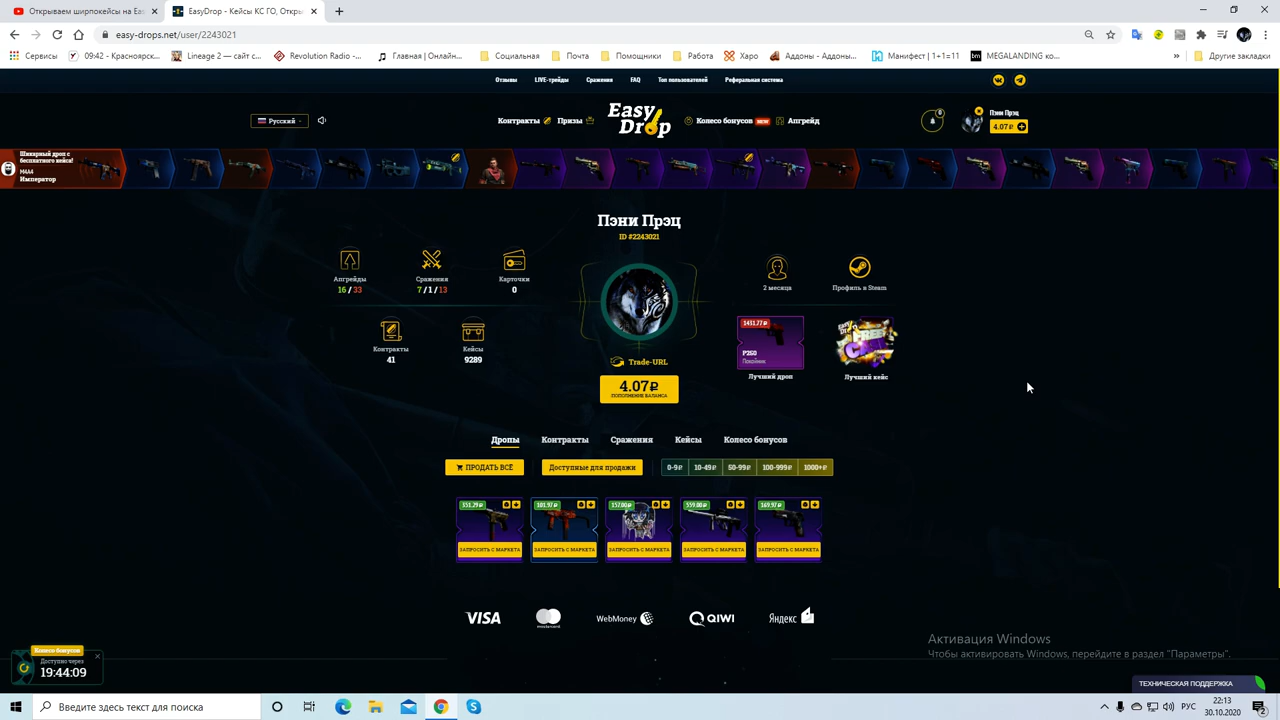 Открываем ширпокейсы на Eas
EasyDrop - Кейсы КС ГО, Откры
easy-drops.net/user/2243021
Сервисы
09:42 - Красноярск...
Lineage 2 — сайт с...
Revolution Radio -...
Главная | Онлайн...
Социальная
Почта
Помощники
Работа
Харо
Аддоны - Аддоны...
Манифест | 1+1=11
bm
MEGALANDING ко...
»
Другие закладки
Отзывы
LIVE-трейды
Сражения
FAQ
Топ пользователей
Реферальная система
Русский
Контракты
Призы
Easy Drop
Колесо бонусов NEW
Апгрейд
0
Пэни Прэц
4.07₽
Шикарный дроп с
бесплатного кейса!
M4A4
Император
Пэни Прэц
ID #2243021
Апгрейды
16 / 33
Сражения
7 / 1 / 13
Карточки
0
Контракты
41
Кейсы
9289
2 месяца
Профиль в Steam
1431.77₽
P250
Лучший дроп
Easy Drop
Лучший кейс
Trade-URL
4.07₽
ПОПОЛНЕНИЕ БАЛАНСА
Дропы
Контракты
Сражения
Кейсы
Колесо бонусов
ПРОДАТЬ ВСЁ
Доступные для продажи
0-9₽
10-49₽
50-99₽
100-999₽
1000+₽
351.29₽
101.97₽
157.00₽
559.00₽
169.97₽
ЗАПРОСИТЬ С МАРКЕТА
ЗАПРОСИТЬ С МАРКЕТА
ЗАПРОСИТЬ С МАРКЕТА
ЗАПРОСИТЬ С МАРКЕТА
ЗАПРОСИТЬ С МАРКЕТА
VISA
mastercard
WebMoney
QIWI
Яндекс
Колесо бонусов
Доступно через
19:44:09
Активация Windows
Чтобы активировать Windows, перейдите в раздел "Параметры".
ТЕХНИЧЕСКАЯ ПОДДЕРЖКА
Введите здесь текст для поиска
РУС
22:13
30.10.2020
2